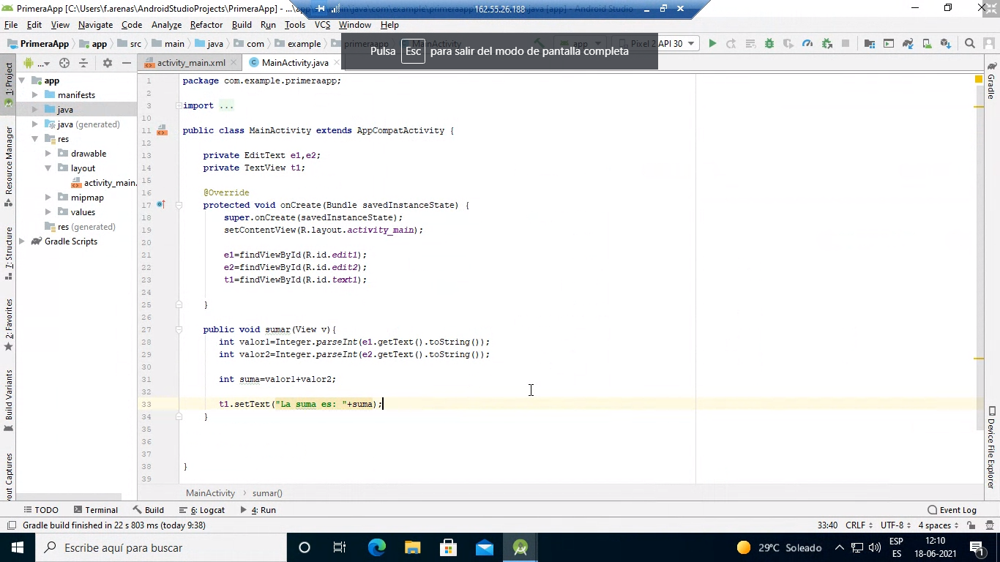 PrimeraApp [C:\Users\f.arenas\AndroidStudioProjects\PrimeraApp] - ...\app\src\main\java\com\example\primeraapp\MainActivity.java [app] - Android Studio
162.55.26.188
File Edit View Navigate Code Analyze Refactor Build Run Tools VCS Window Help
PrimeraApp app src main java com example primeraapp MainActivity app Pixel 2 API 30
Pulsa Esc para salir del modo de pantalla completa
1: Project
Resource Manager
Z: Structure
2: Favorites
Build Variants
yout Captures
...
app
manifests
java
java (generated)
res
drawable
layout
activity_main.
mipmap
values
res (generated)
Gradle Scripts
activity_main.xml MainActivity.java
1 package com.example.primeraapp;
2
3 import ...
10
11 public class MainActivity extends AppCompatActivity {
12
13 private EditText e1,e2;
14 private TextView t1;
15
16 @Override
17 protected void onCreate(Bundle savedInstanceState) {
18 super.onCreate(savedInstanceState);
19 setContentView(R.layout.activity_main);
20
21 e1=findViewById(R.id.edit1);
22 e2=findViewById(R.id.edit2);
23 t1=findViewById(R.id.text1);
24
25 }
26
27 public void sumar(View v){
28 int valor1=Integer.parseInt(e1.getText().toString());
29 int valor2=Integer.parseInt(e2.getText().toString());
30
31 int suma=valor1+valor2;
32
33 t1.setText("La suma es: "+suma);
34 }
35
36
37
38 }
39
Gradle
Device File Explorer
MainActivity sumar()
TODO Terminal Build 6: Logcat 4: Run Event Log
Gradle build finished in 22 s 803 ms (today 9:38) 33:40 CRLF UTF-8 4 spaces
Escribe aquí para buscar
29°C Soleado
ESP
ES
12:10
18-06-2021
1